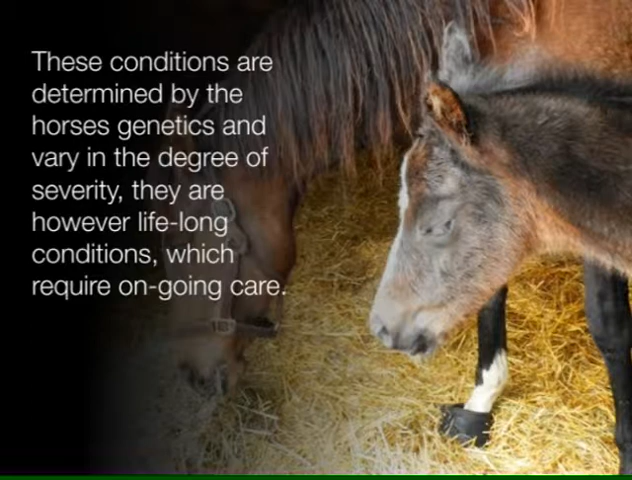 These conditions are
determined by the
horses genetics and
vary in the degree of
severity, they are
however life-long
conditions, which
require on-going care.